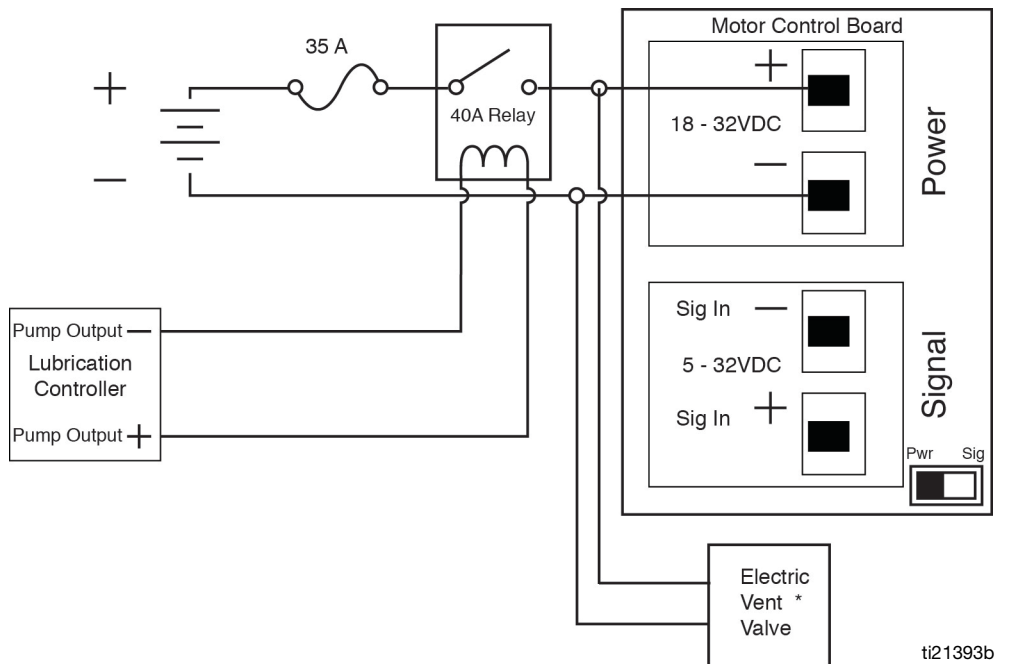 Motor Control Board
35 A
+
+
40A Relay
18 - 32VDC
Power
—
—
Sig In —
Pump Output —
5 - 32VDC
Signal
Lubrication
Controller
Sig In +
Pump Output +
Pwr Sig
Electric
Vent *
Valve
ti21393b